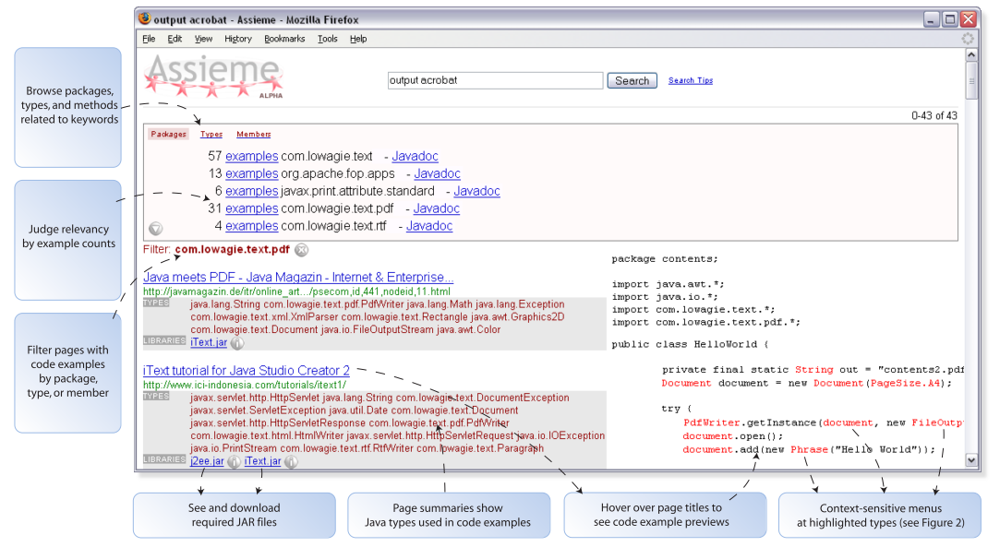 output acrobat - Assieme - Mozilla Firefox
File Edit View History Bookmarks Tools Help
Assieme
ALPHA
output acrobat
Search
Search Tips
0-43 of 43
Packages Types Members
57 examples com.lowagie.text - Javadoc
13 examples org.apache.fop.apps - Javadoc
6 examples javax.print.attribute.standard - Javadoc
31 examples com.lowagie.text.pdf - Javadoc
4 examples com.lowagie.text.rtf - Javadoc
Filter: com.lowagie.text.pdf
Java meets PDF - Java Magazin - Internet & Enterprise...
http://javamagazin.de/itr/online_art.../psecom,id,441,nodeid,11.html
TYPES
java.lang.String com.lowagie.text.pdf.PdfWriter java.lang.Math java.lang.Exception
com.lowagie.text.xml.XmlParser com.lowagie.text.Rectangle java.awt.Graphics2D
com.lowagie.text.Document java.io.FileOutputStream java.awt.Color
LIBRARIES iText.jar
iText tutorial for Java Studio Creator 2
http://www.ici-indonesia.com/tutorials/itext1/
TYPES
javax.servlet.http.HttpServlet java.lang.String com.lowagie.text.DocumentException
javax.servlet.ServletException java.util.Date com.lowagie.text.Document
javax.servlet.http.HttpServletResponse com.lowagie.text.pdf.PdfWriter
com.lowagie.text.html.HtmlWriter javax.servlet.http.HttpServletRequest java.io.IOException
java.io.PrintStream com.lowagie.text.rtf.RtfWriter com.lowagie.text.Paragraph
LIBRARIES j2ee.jar iText.jar
package contents;
import java.awt.*;
import java.io.*;
import com.lowagie.text.*;
import com.lowagie.text.pdf.*;
public class HelloWorld {
private final static String out = "contents2.pdf
Document document = new Document(PageSize.A4);
try {
PdfWriter.getInstance(document, new FileOutpu
document.open();
document.add(new Phrase("Hello World"));
Browse packages,
types, and methods
related to keywords
Judge relevancy
by example counts
Filter pages with
code examples
by package,
type, or member
See and download
required JAR files
Page summaries show
Java types used in code examples
Hover over page titles to
see code example previews
Context-sensitive menus
at highlighted types (see Figure 2)